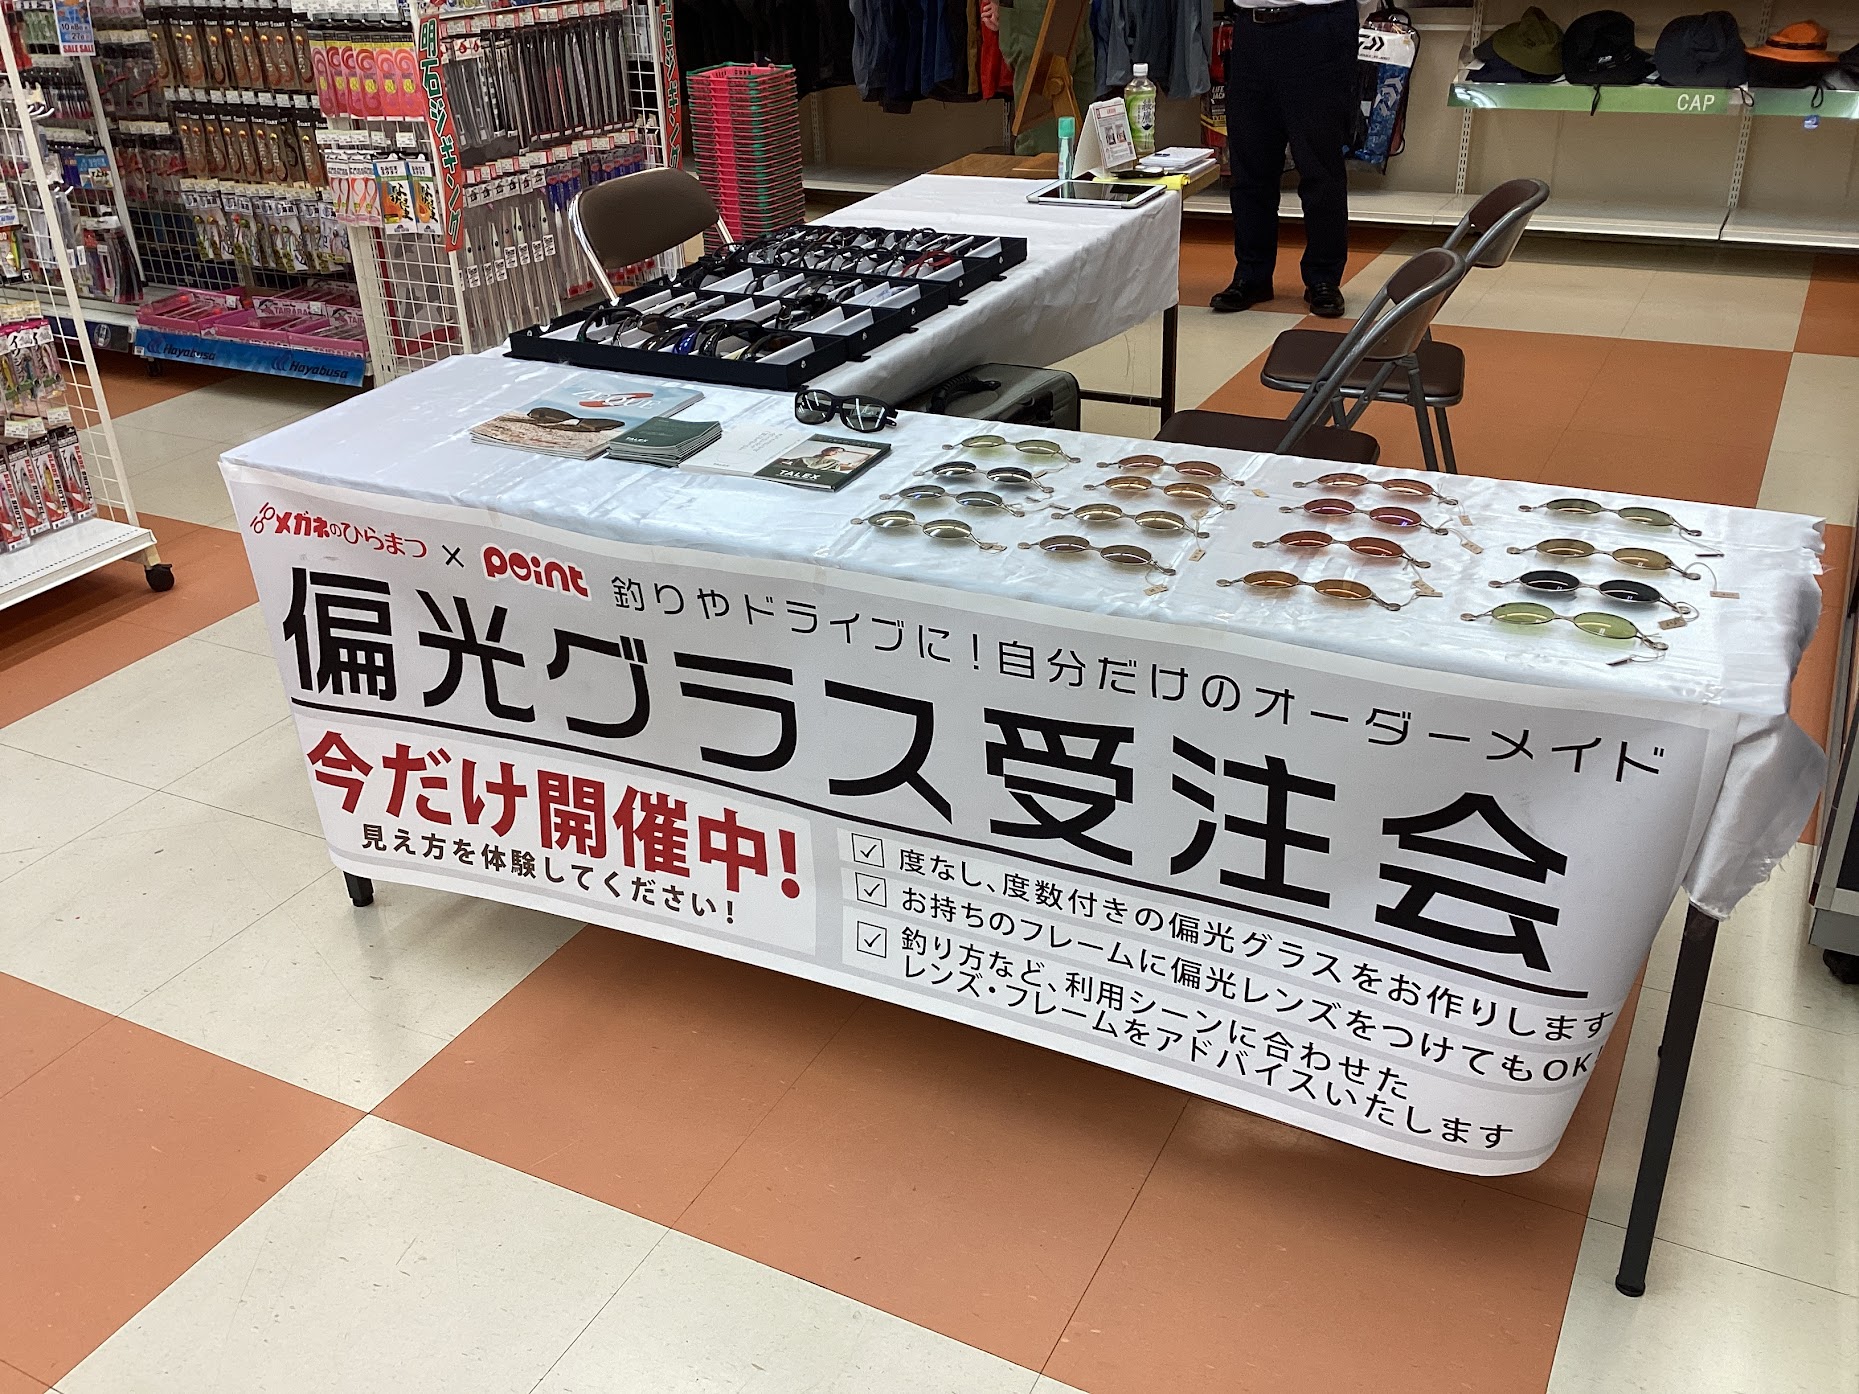 SALE SALE
Hayabusa
Hayabusa
CAP
TALEX
TALEX
メガネのひらまつ × point
釣りやドライブに！自分だけのオーダーメイド
偏光グラス受注会
今だけ開催中！
見え方を体験してください！
度なし、度数付きの偏光グラスをお作りします
お持ちのフレームに偏光レンズをつけてもOK！
釣り方など、利用シーンに合わせた
レンズ・フレームをアドバイスいたします